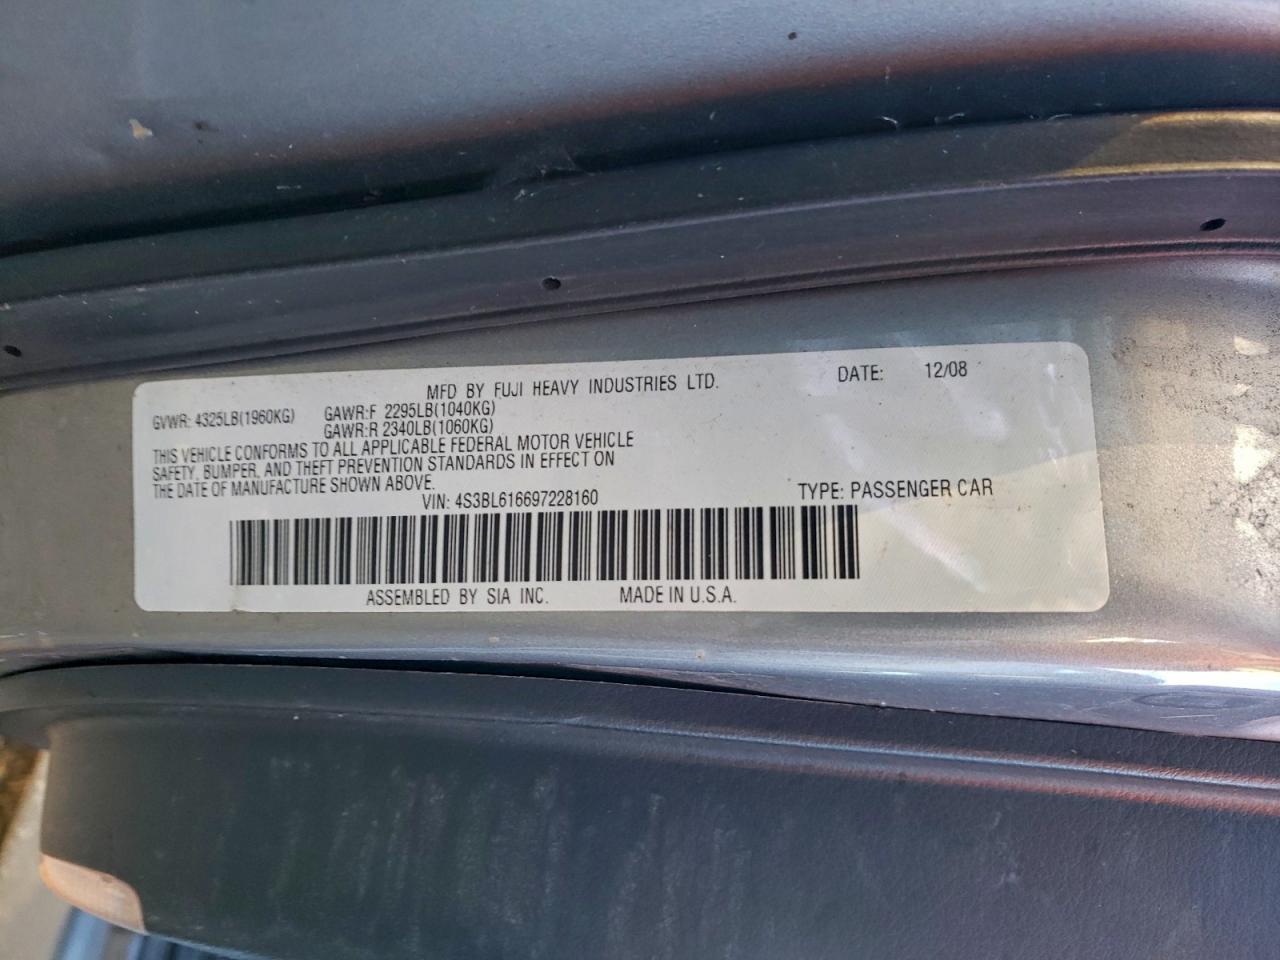 MFD BY FUJI HEAVY INDUSTRIES LTD. DATE: 12/08
GVWR: 4325LB(1960KG) GAWR:F 2295LB(1040KG)
GAWR:R 2340LB(1060KG)
THIS VEHICLE CONFORMS TO ALL APPLICABLE FEDERAL MOTOR VEHICLE
SAFETY, BUMPER, AND THEFT PREVENTION STANDARDS IN EFFECT ON
THE DATE OF MANUFACTURE SHOWN ABOVE.
VIN: 4S3BL616697228160 TYPE: PASSENGER CAR
ASSEMBLED BY SIA INC. MADE IN U.S.A.